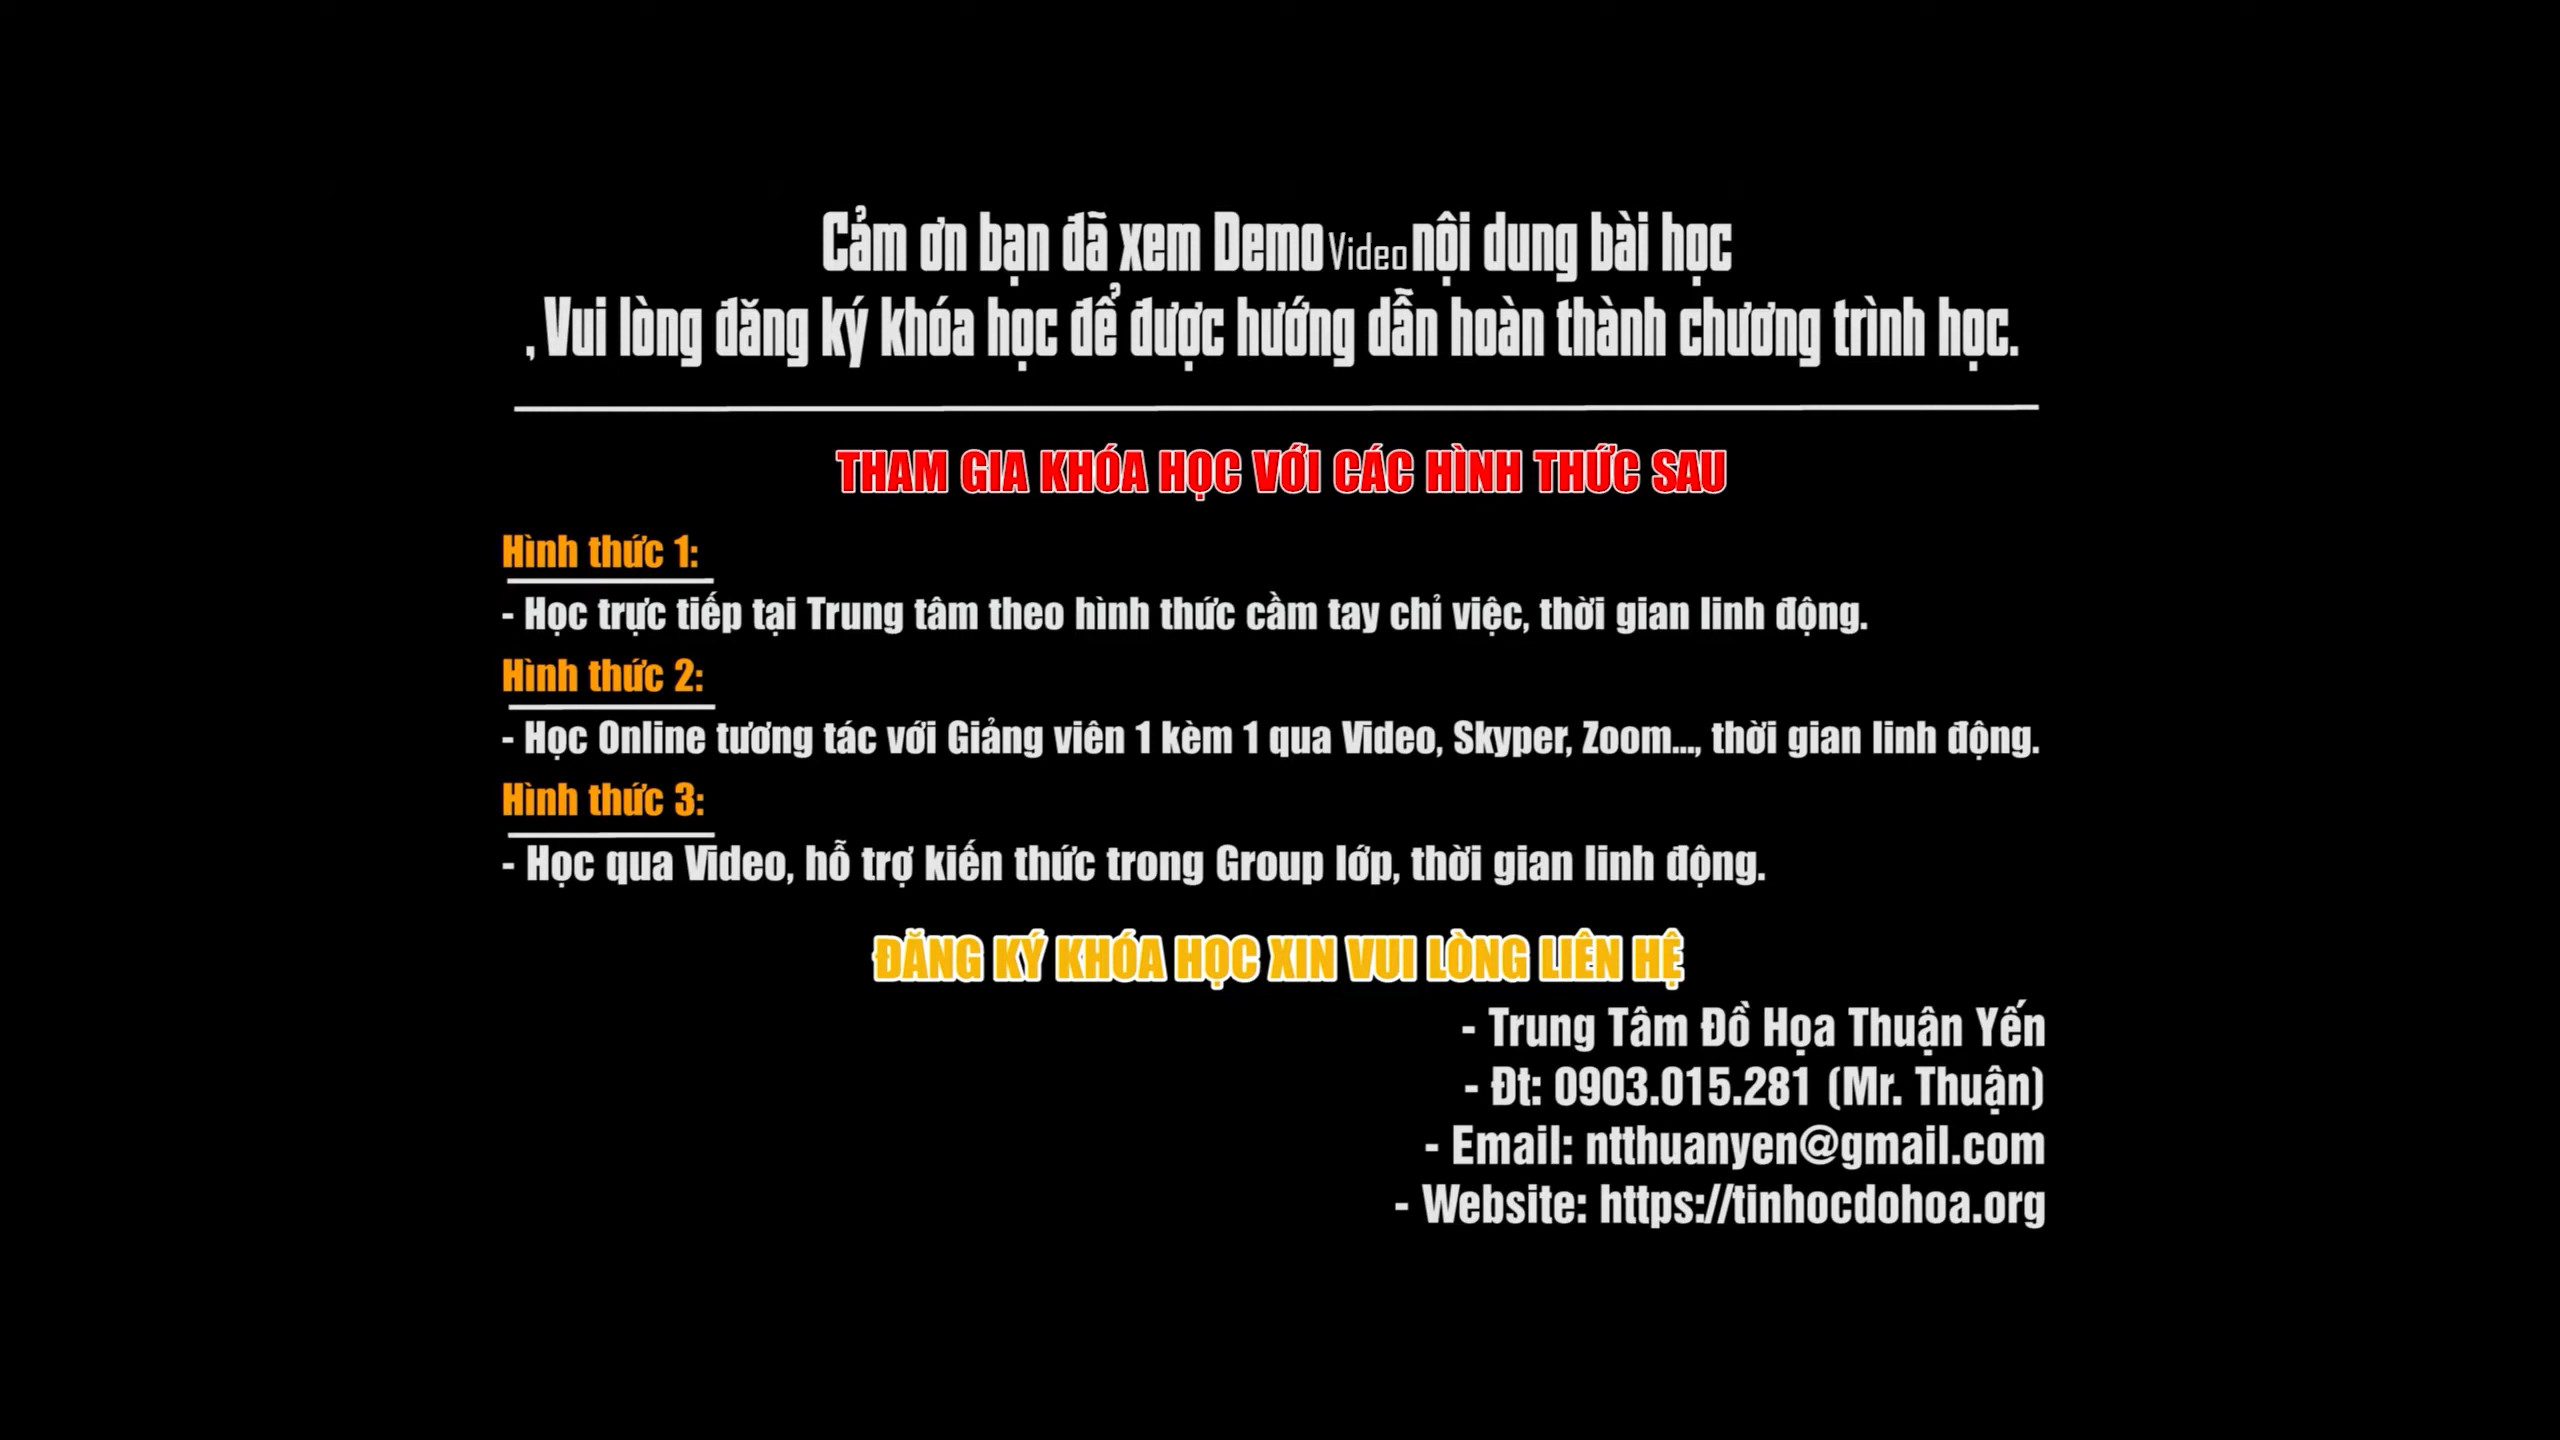 Cảm ơn bạn đã xem Demo Video nội dung bài học
, Vui lòng đăng ký khóa học để được hướng dẫn hoàn thành chương trình học.
THAM GIA KHÓA HỌC VỚI CÁC HÌNH THỨC SAU
Hình thức 1:
- Học trực tiếp tại Trung tâm theo hình thức cầm tay chỉ việc, thời gian linh động.
Hình thức 2:
- Học Online tương tác với Giảng viên 1 kèm 1 qua Video, Skyper, Zoom..., thời gian linh động.
Hình thức 3:
- Học qua Video, hỗ trợ kiến thức trong Group lớp, thời gian linh động.
ĐĂNG KÝ KHÓA HỌC XIN VUI LÒNG LIÊN HỆ
- Trung Tâm Đồ Họa Thuận Yến
- Đt: 0903.015.281 (Mr. Thuận)
- Email: ntthuanyen@gmail.com
- Website: https://tinhocdohoa.org